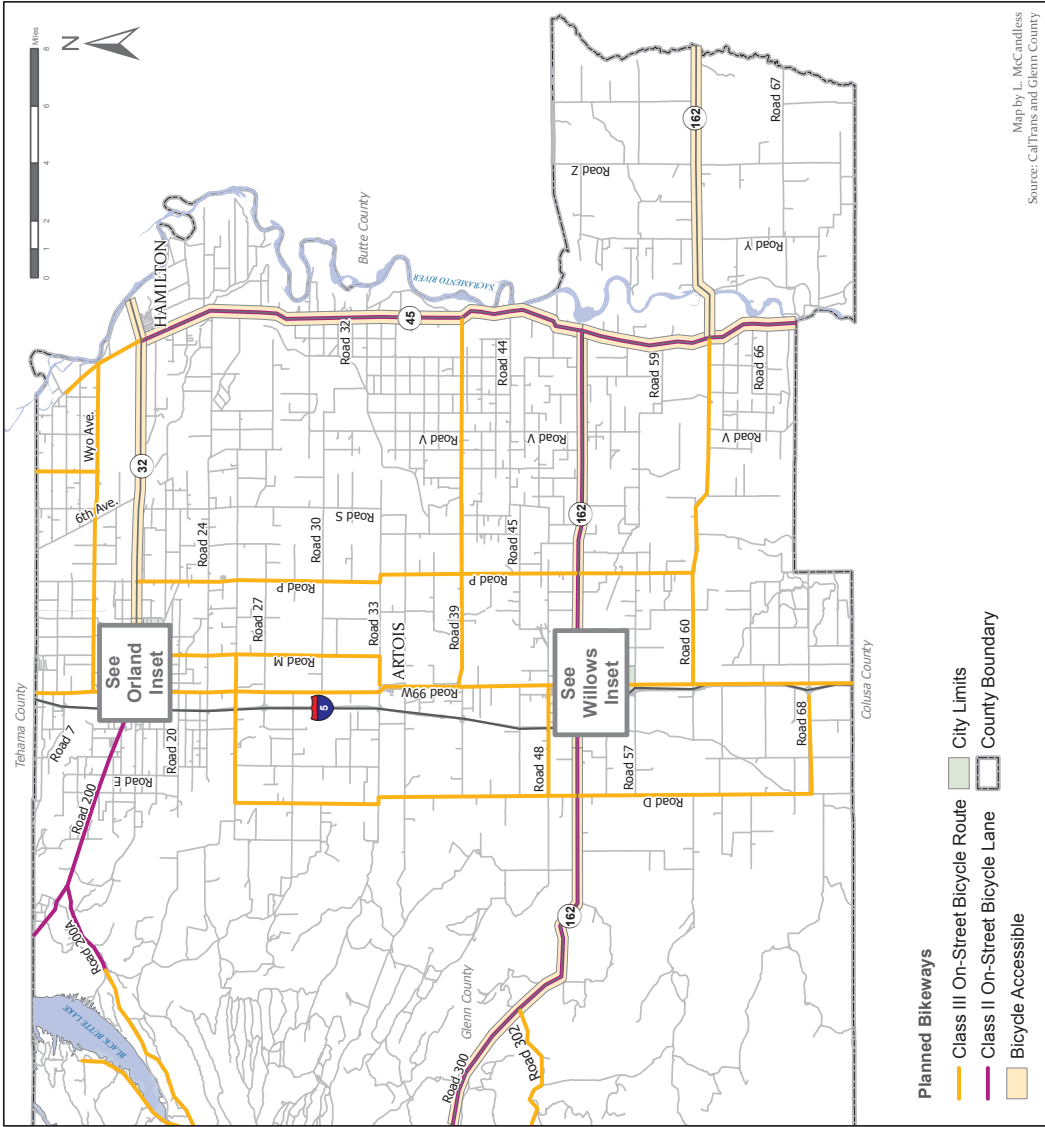 Miles
0
2
4
6
8
N
Tehama County
Road 7
Road 200
Road 200A
Road E
Road 20
See
Orland
Inset
6th Ave.
Wyo Ave.
32
HAMILTON
Road 24
BLACK BUTTE LAKE
Road 27
Road 30
Road 32
Road M
Road P
Road S
5
45
Butte County
SACRAMENTO RIVER
Road 33
ARTOIS
Road 39
Road 99W
Road P
Road V
Road 44
Road 45
Road V
Road 48
See
Willows
Inset
162
162
162
Glenn County
Road 300
Road 302
Road 57
Road 59
Road D
Road 60
Road V
Road 66
Road 68
Road Z
Road Y
Road 67
Colusa County
Planned Bikeways
Class III On-Street Bicycle Route
Class II On-Street Bicycle Lane
Bicycle Accessible
City Limits
County Boundary
Map by L. McCandless
Source: CalTrans and Glenn County